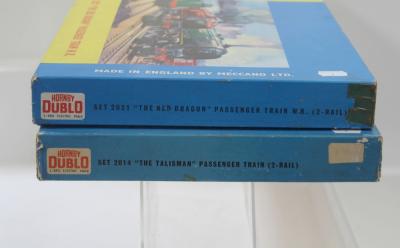 MADE IN ENGLAND BY MECCANO LTD.
HORNBY
DUBLO
SET 2021 "THE RED DRAGON" PASSENGER TRAIN W.R. (2-RAIL)
HORNBY
DUBLO
SET 2014 "THE TALISMAN" PASSENGER TRAIN (2-RAIL)